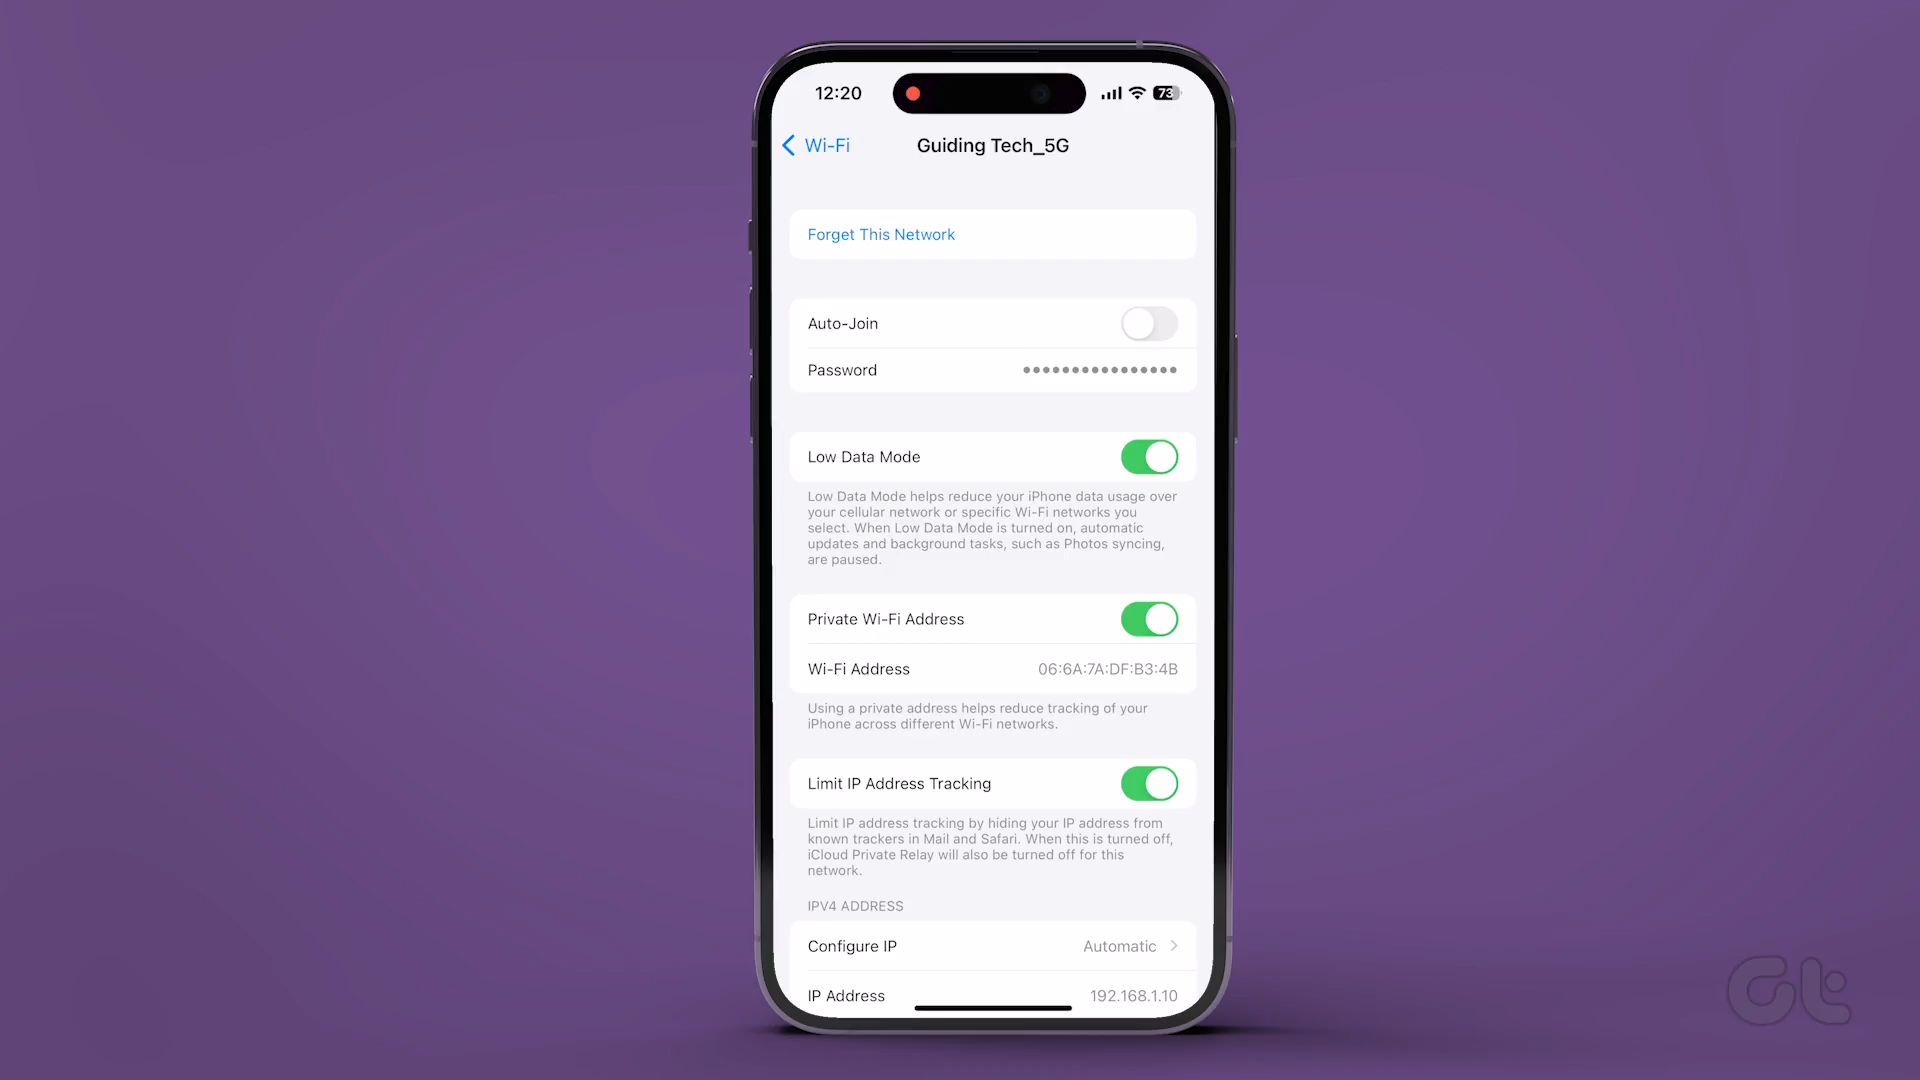 12:20
73
Wi-Fi
Guiding Tech_5G
Forget This Network
Auto-Join
Password ••••••••••••••••
Low Data Mode
Low Data Mode helps reduce your iPhone data usage over
your cellular network or specific Wi-Fi networks you
select. When Low Data Mode is turned on, automatic
updates and background tasks, such as Photos syncing,
are paused.
Private Wi-Fi Address
Wi-Fi Address 06:6A:7A:DF:B3:4B
Using a private address helps reduce tracking of your
iPhone across different Wi-Fi networks.
Limit IP Address Tracking
Limit IP address tracking by hiding your IP address from
known trackers in Mail and Safari. When this is turned off,
iCloud Private Relay will also be turned off for this
network.
IPV4 ADDRESS
Configure IP Automatic
IP Address 192.168.1.10
Gt